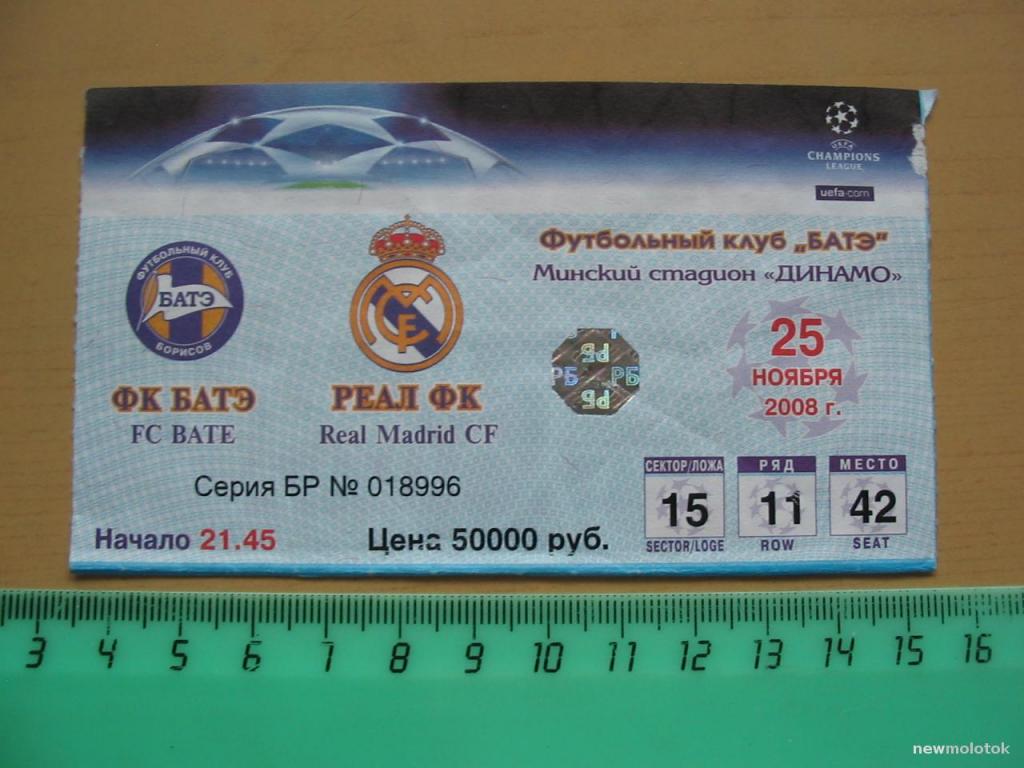 UEFA
CHAMPIONS
LEAGUE
uefa.com
Футбольный клуб „БАТЭ"
Минский стадион «ДИНАМО»
ФУТБОЛЬНЫЙ КЛУБ
БАТЭ
БОРИСОВ
ФК БАТЭ
FC BATE
РЕАЛ ФК
Real Madrid CF
РБ
РБ РБ
РБ
25
НОЯБРЯ
2008 г.
Серия БР № 018996
Начало 21.45
Цена 50000 руб.
СЕКТОР/ЛОЖА РЯД МЕСТО
15 11 42
SECTOR/LOGE ROW SEAT
3 4 5 6 7 8 9 10 11 12 13 14 15 16
newmolotok